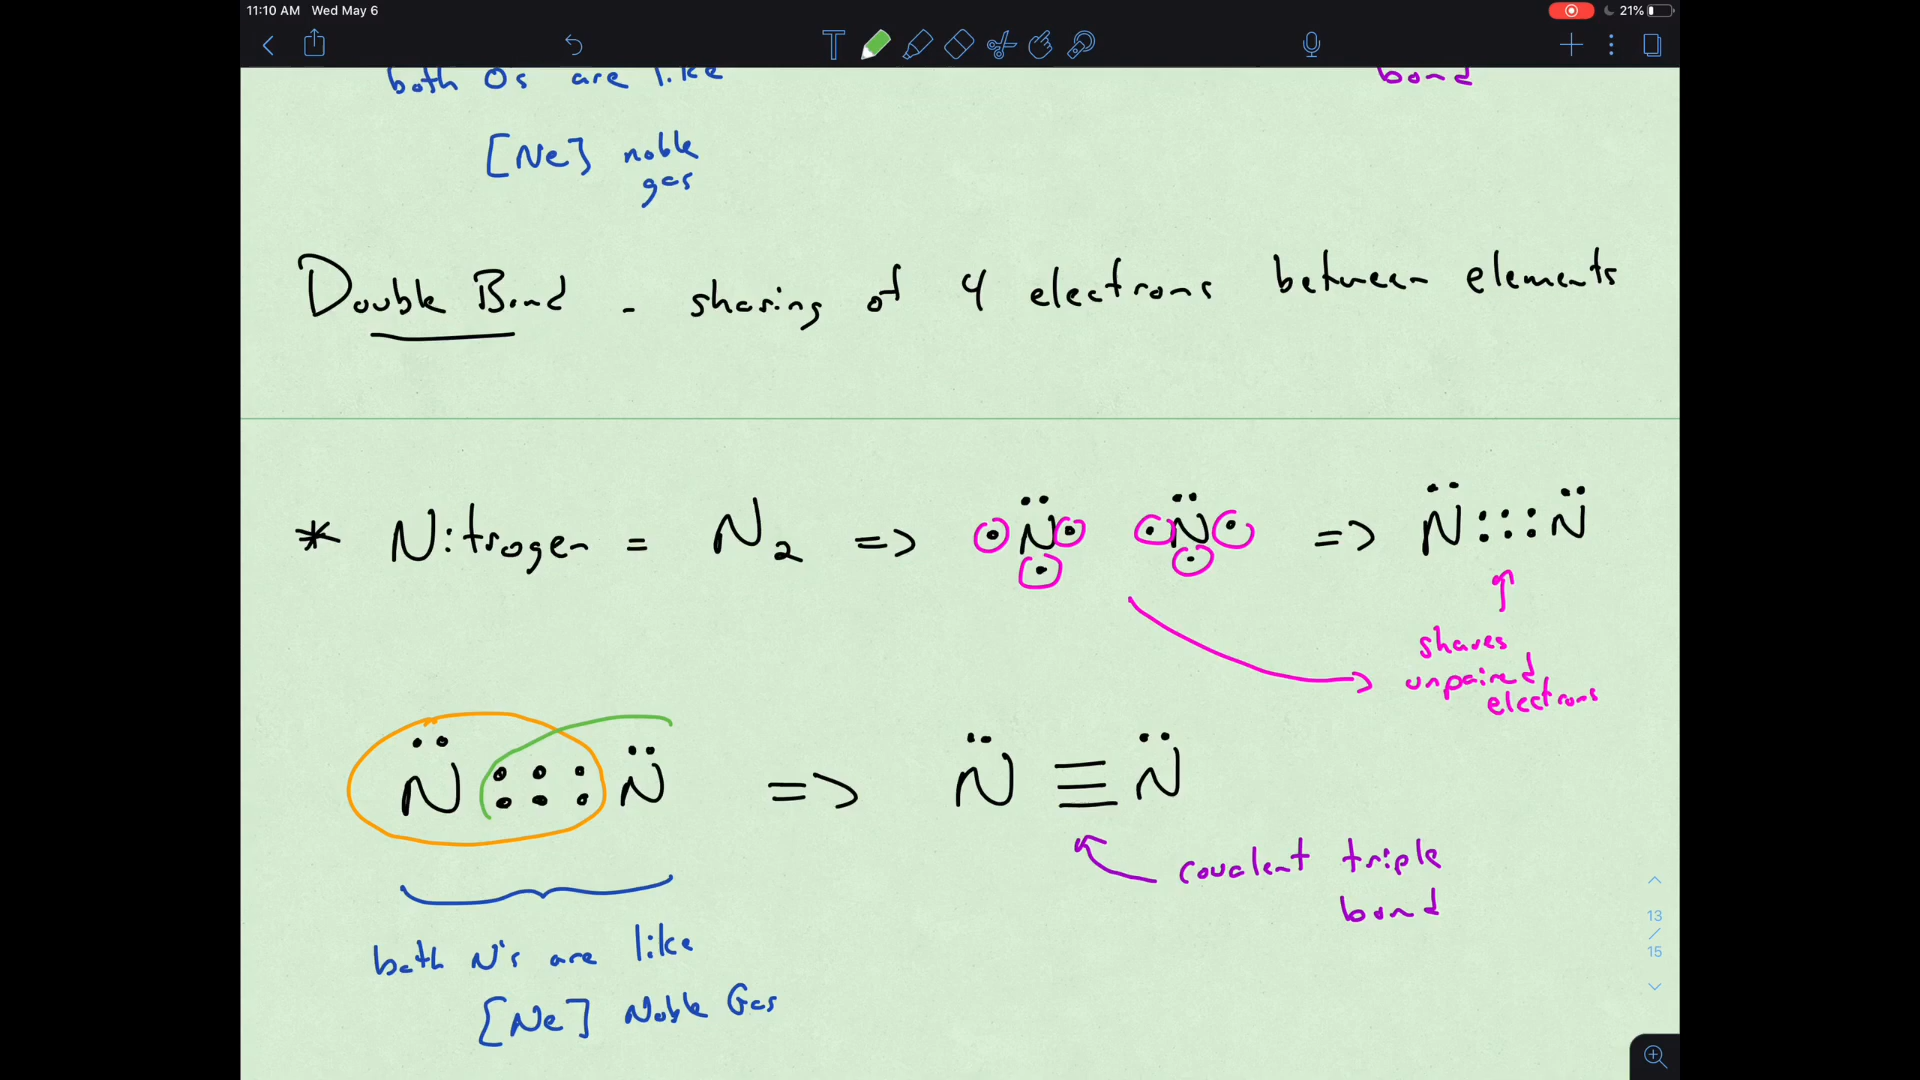 11:10 AM Wed May 6
21%
T
both Os are like
bond
[Ne] noble
gas
Double Bond - sharing of 4 electrons between elements
* Nitrogen = N₂ => N N => N:::N
shares
unpaired
electrons
N ::: N => N ≡ N
covalent triple
bond
13
/
15
both N's are like
[Ne] Noble Gas